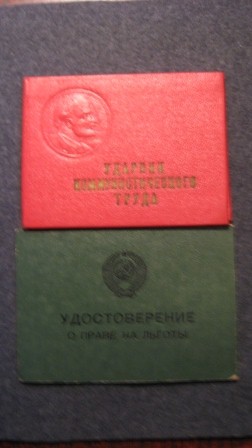 УДАРНИК
КОММУНИСТИЧЕСКОГО
ТРУДА
УДОСТОВЕРЕНИЕ
О ПРАВЕ НА ЛЬГОТЫ